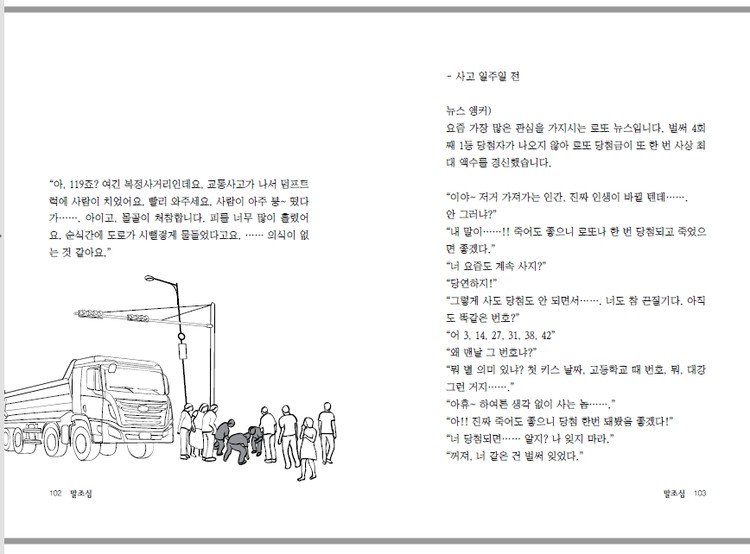 “아, 119죠? 여긴 복정사거리인데요. 교통사고가 나서 덤프트
럭에 사람이 치었어요. 빨리 와주세요. 사람이 아주 붕~ 떴다
가……. 아이고, 몰골이 처참합니다. 피를 너무 많이 흘렸어
요. 순식간에 도로가 시뻘겋게 물들었다고요. …… 의식이 없
는 것 같아요.”
102 말조심
- 사고 일주일 전
뉴스 앵커)
요즘 가장 많은 관심을 가지시는 로또 뉴스입니다. 벌써 4회
째 1등 당첨자가 나오지 않아 로또 당첨금이 또 한 번 사상 최
대 액수를 경신했습니다.
“이야~ 저거 가져가는 인간, 진짜 인생이 바뀔 텐데…….
안 그러냐?”
“내 말이……!! 죽어도 좋으니 로또나 한 번 당첨되고 죽었으
면 좋겠다.”
“너 요즘도 계속 사지?”
“당연하지!”
“그렇게 사도 당첨도 안 되면서……. 너도 참 끈질기다. 아직
도 똑같은 번호?”
“어 3, 14, 27, 31, 38, 42”
“왜 맨날 그 번호냐?”
“뭐 별 의미 있냐? 첫 키스 날짜, 고등학교 때 번호, 뭐, 대강
그런 거지…….”
“아휴~ 하여튼 생각 없이 사는 놈…….”
“아!! 진짜 죽어도 좋으니 당첨 한번 돼봤음 좋겠다!”
“너 당첨되면…… 알지? 나 잊지 마라.”
“꺼져, 너 같은 건 벌써 잊었다.”
말조심 103